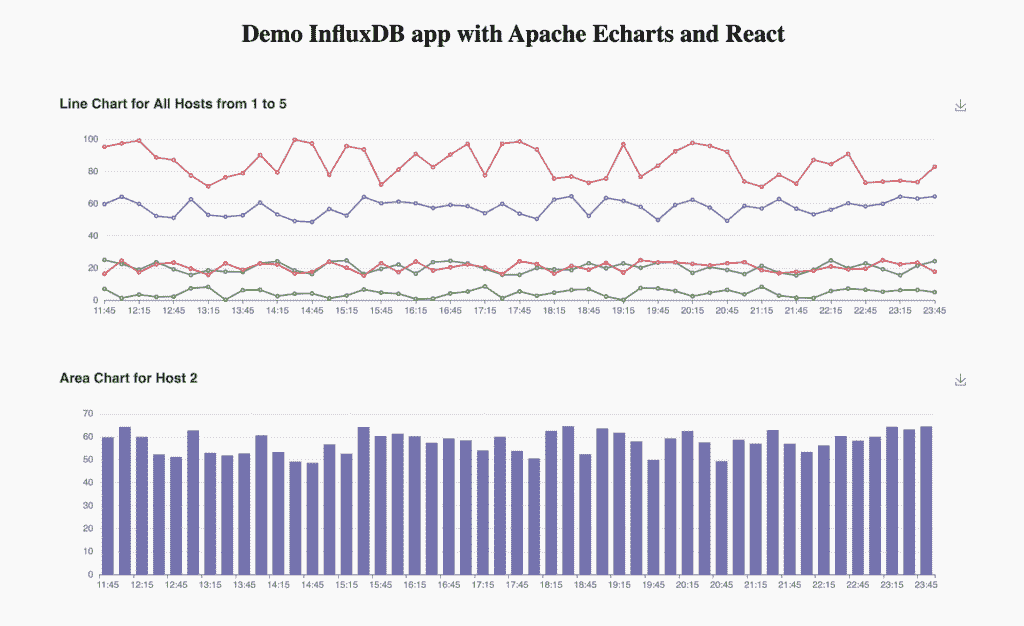 Demo InfluxDB app with Apache Echarts and React
Line Chart for All Hosts from 1 to 5
100
80
60
40
20
0
11:45 12:15 12:45 13:15 13:45 14:15 14:45 15:15 15:45 16:15 16:45 17:15 17:45 18:15 18:45 19:15 19:45 20:15 20:45 21:15 21:45 22:15 22:45 23:15 23:45
Area Chart for Host 2
70
60
50
40
30
20
10
0
11:45 12:15 12:45 13:15 13:45 14:15 14:45 15:15 15:45 16:15 16:45 17:15 17:45 18:15 18:45 19:15 19:45 20:15 20:45 21:15 21:45 22:15 22:45 23:15 23:45